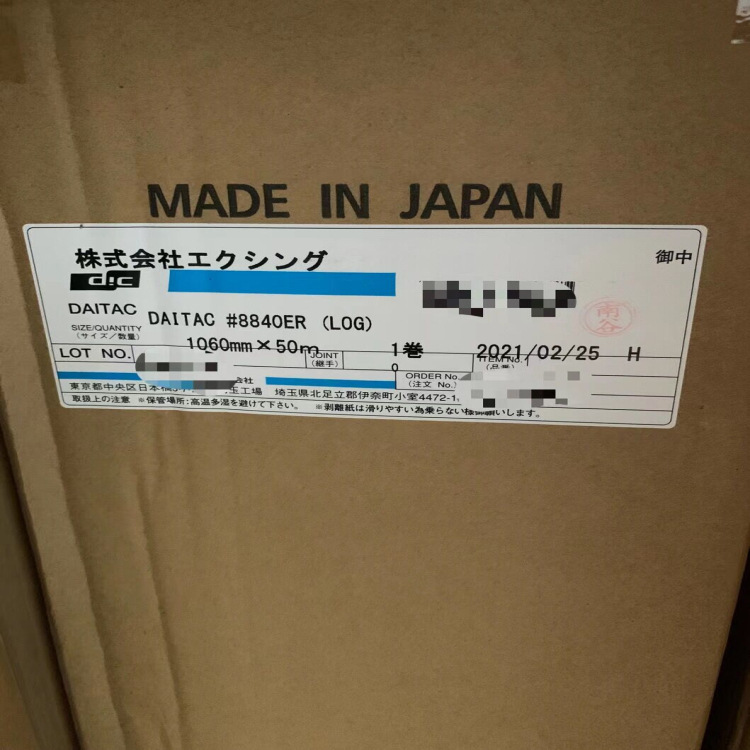 MADE IN JAPAN
株式会社エクシング 御中
dic
DAITAC DAITAC #8840ER (LOG)
SIZE/QUANTITY
(サイズ/数量) 1060mm×50m 1巻 2021/02/25 H
LOT NO. JOINT 0 ITEM No.
(継手) (品番)
ORDER No.
(注文 No.)
東京都中央区日本橋 埼玉工場 埼玉県北足立郡伊奈町小室4472-1
取扱上の注意 ※保管場所:高温多湿を避けて下さい。 ※剥離紙は滑りやすい為乗らない様御願いします。
南谷